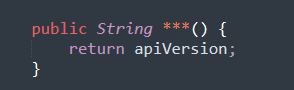 public String ***() {
    return apiVersion;
}